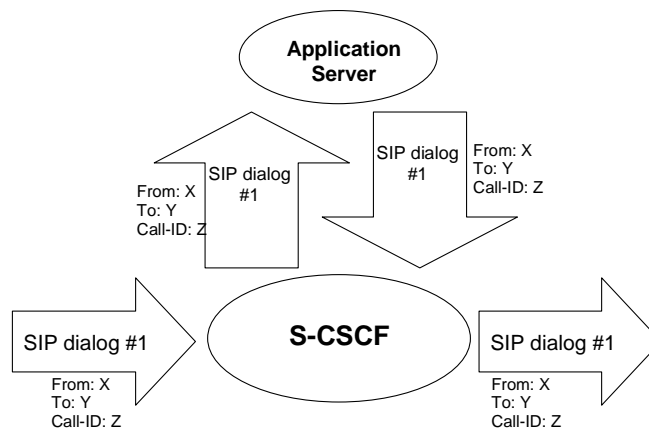 Application
Server
SIP dialog
#1
From: X
To: Y
Call-ID: Z
SIP dialog
#1
From: X
To: Y
Call-ID: Z
SIP dialog #1
From: X
To: Y
Call-ID: Z
S-CSCF
SIP dialog #1
From: X
To: Y
Call-ID: Z